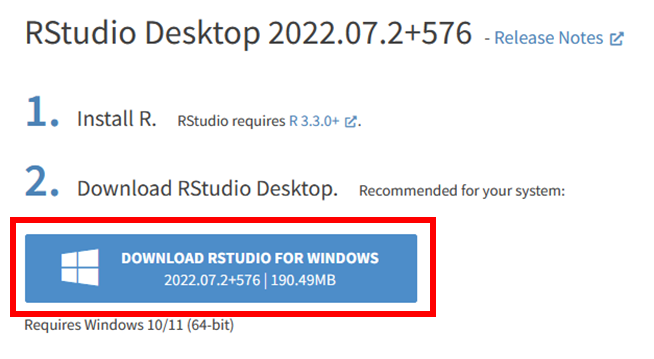 RStudio Desktop 2022.07.2+576 - Release Notes
1. Install R. RStudio requires R 3.3.0+.
2. Download RStudio Desktop. Recommended for your system:
DOWNLOAD RSTUDIO FOR WINDOWS
2022.07.2+576 | 190.49MB
Requires Windows 10/11 (64-bit)